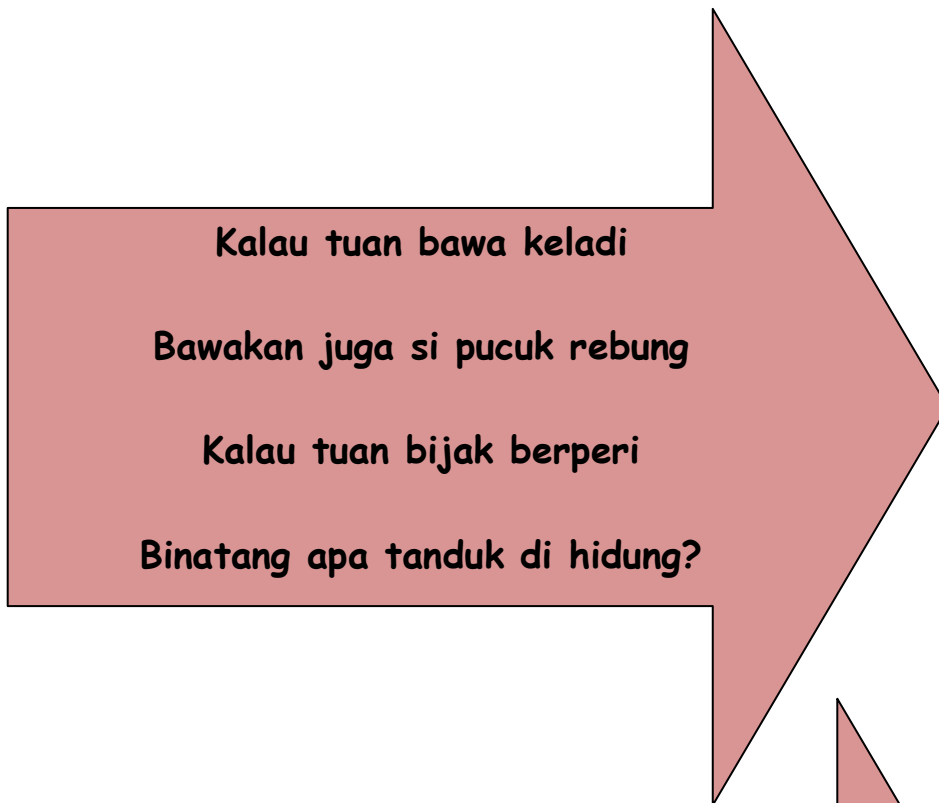 Kalau tuan bawa keladi
Bawakan juga si pucuk rebung
Kalau tuan bijak berperi
Binatang apa tanduk di hidung?